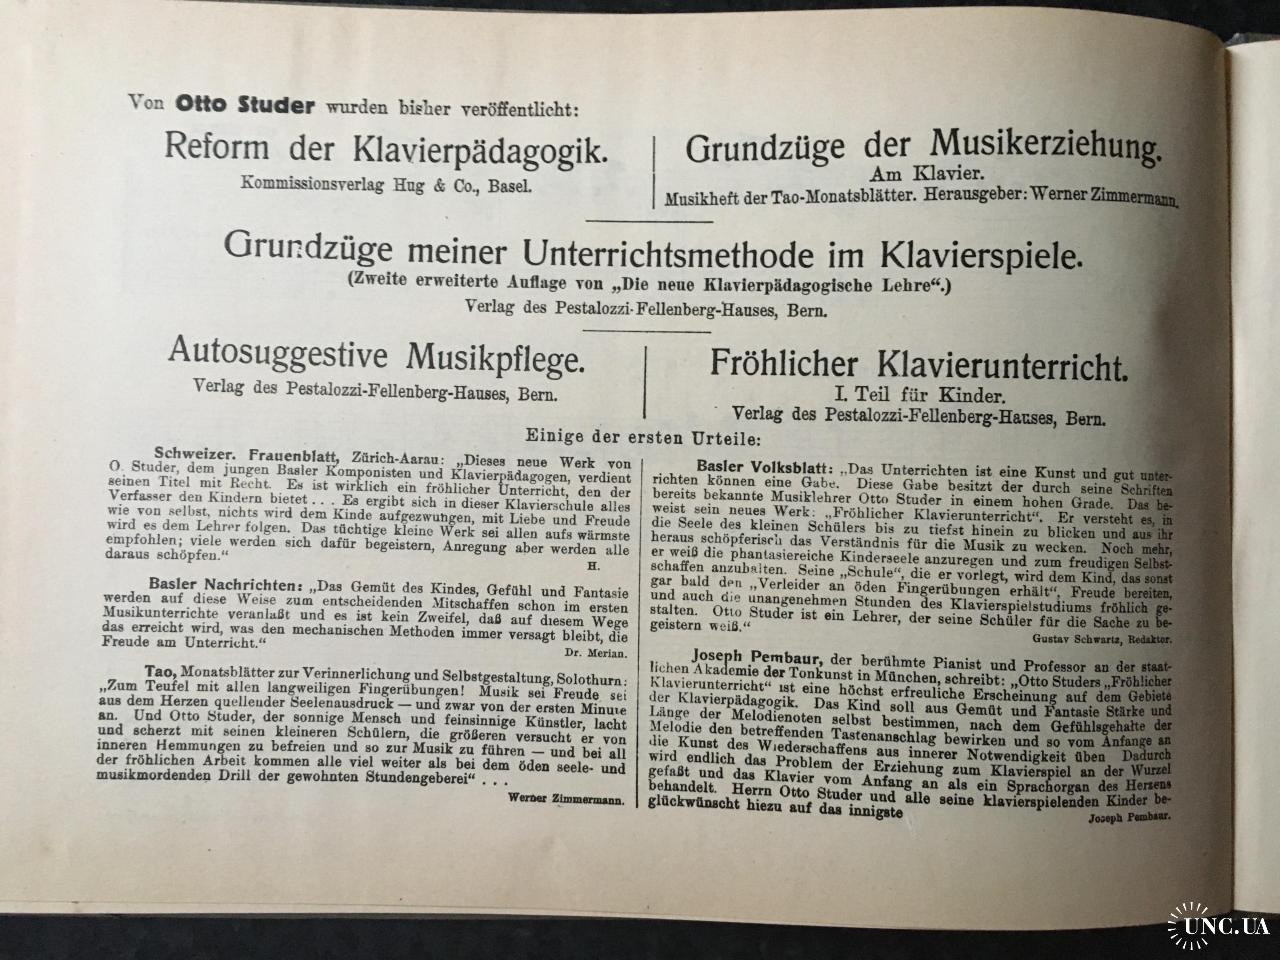 Von Otto Studer wurden bisher veröffentlicht:
Reform der Klavierpädagogik.
Kommissionsverlag Hug & Co., Basel.
Grundzüge der Musikerziehung.
Am Klavier.
Musikheft der Tao-Monatsblätter. Herausgeber: Werner Zimmermann.
Grundzüge meiner Unterrichtsmethode im Klavierspiele.
(Zweite erweiterte Auflage von „Die neue Klavierpädagogische Lehre“.)
Verlag des Pestalozzi-Fellenberg-Hauses, Bern.
Autosuggestive Musikpflege.
Verlag des Pestalozzi-Fellenberg-Hauses, Bern.
Fröhlicher Klavierunterricht.
I. Teil für Kinder.
Verlag des Pestalozzi-Fellenberg-Hauses, Bern.
Einige der ersten Urteile:
Schweizer. Frauenblatt, Zürich-Aarau: „Dieses neue Werk von
O. Studer, dem jungen Basler Komponisten und Klavierpädagogen, verdient
seinen Titel mit Recht. Es ist wirklich ein fröhlicher Unterricht, den der
Verfasser den Kindern bietet . . . Es ergibt sich in dieser Klavierschule alles
wie von selbst, nichts wird dem Kinde aufgezwungen, mit Liebe und Freude
wird es dem Lehrer folgen. Das tüchtige kleine Werk sei allen aufs wärmste
empfohlen; viele werden sich dafür begeistern, Anregung aber werden alle
daraus schöpfen.“
H.
Basler Nachrichten: „Das Gemüt des Kindes, Gefühl und Fantasie
werden auf diese Weise zum entscheidenden Mitschaffen schon im ersten
Musikunterrichte veranlaßt und es ist kein Zweifel, daß auf diesem Wege
das erreicht wird, was den mechanischen Methoden immer versagt bleibt, die
Freude am Unterricht.“
Dr. Merian.
Tao, Monatsblätter zur Verinnerlichung und Selbstgestaltung, Solothurn:
„Zum Teufel mit allen langweiligen Fingerübungen! Musik sei Freude sei
aus dem Herzen quellender Seelenausdruck — und zwar von der ersten Minute
an. Und Otto Studer, der sonnige Mensch und feinsinnige Künstler, lacht
und scherzt mit seinen kleineren Schülern, die größeren versucht er von
inneren Hemmungen zu befreien und so zur Musik zu führen — und bei all
der fröhlichen Arbeit kommen alle viel weiter als bei dem öden seele- und
musikmordenden Drill der gewohnten Stundengeberei“ . . .
Werner Zimmermann.
Basler Volksblatt: „Das Unterrichten ist eine Kunst und gut unter-
richten können eine Gabe. Diese Gabe besitzt der durch seine Schriften
bereits bekannte Musiklehrer Otto Studer in einem hohen Grade. Das be-
weist sein neues Werk: „Fröhlicher Klavierunterricht“. Er versteht es, in
die Seele des kleinen Schülers bis zu tiefst hinein zu blicken und aus ihr
heraus schöpferisch das Verständnis für die Musik zu wecken. Noch mehr,
er weiß die phantasiereiche Kinderseele anzuregen und zum freudigen Selbst-
schaffen anzuhalten. Seine „Schule“, die er vorlegt, wird dem Kind, das sonst
gar bald den „Verleider an öden Fingerübungen erhält“, Freude bereiten,
und auch die unangenehmen Stunden des Klavierspielstudiums fröhlich ge-
stalten. Otto Studer ist ein Lehrer, der seine Schüler für die Sache zu be-
geistern weiß.“
Gustav Schwartz, Redaktor.
Joseph Pembaur, der berühmte Pianist und Professor an der staat-
lichen Akademie der Tonkunst in München, schreibt: „Otto Studers „Fröhlicher
Klavierunterricht“ ist eine höchst erfreuliche Erscheinung auf dem Gebiete
der Klavierpädagogik. Das Kind soll aus Gemüt und Fantasie Stärke und
Länge der Melodienoten selbst bestimmen, nach dem Gefühlsgehalte der
Melodie den betreffenden Tastenanschlag bewirken und so vom Anfange an
die Kunst des Wiederschaffens aus innerer Notwendigkeit üben Dadurch
wird endlich das Problem der Erziehung zum Klavierspiel an der Wurzel
gefaßt und das Klavier vom Anfang an als ein Sprachorgan des Herzens
behandelt. Herrn Otto Studer und alle seine klavierspielenden Kinder be-
glückwünscht hiezu auf das innigste
Joseph Pembaur.
UNC.UA